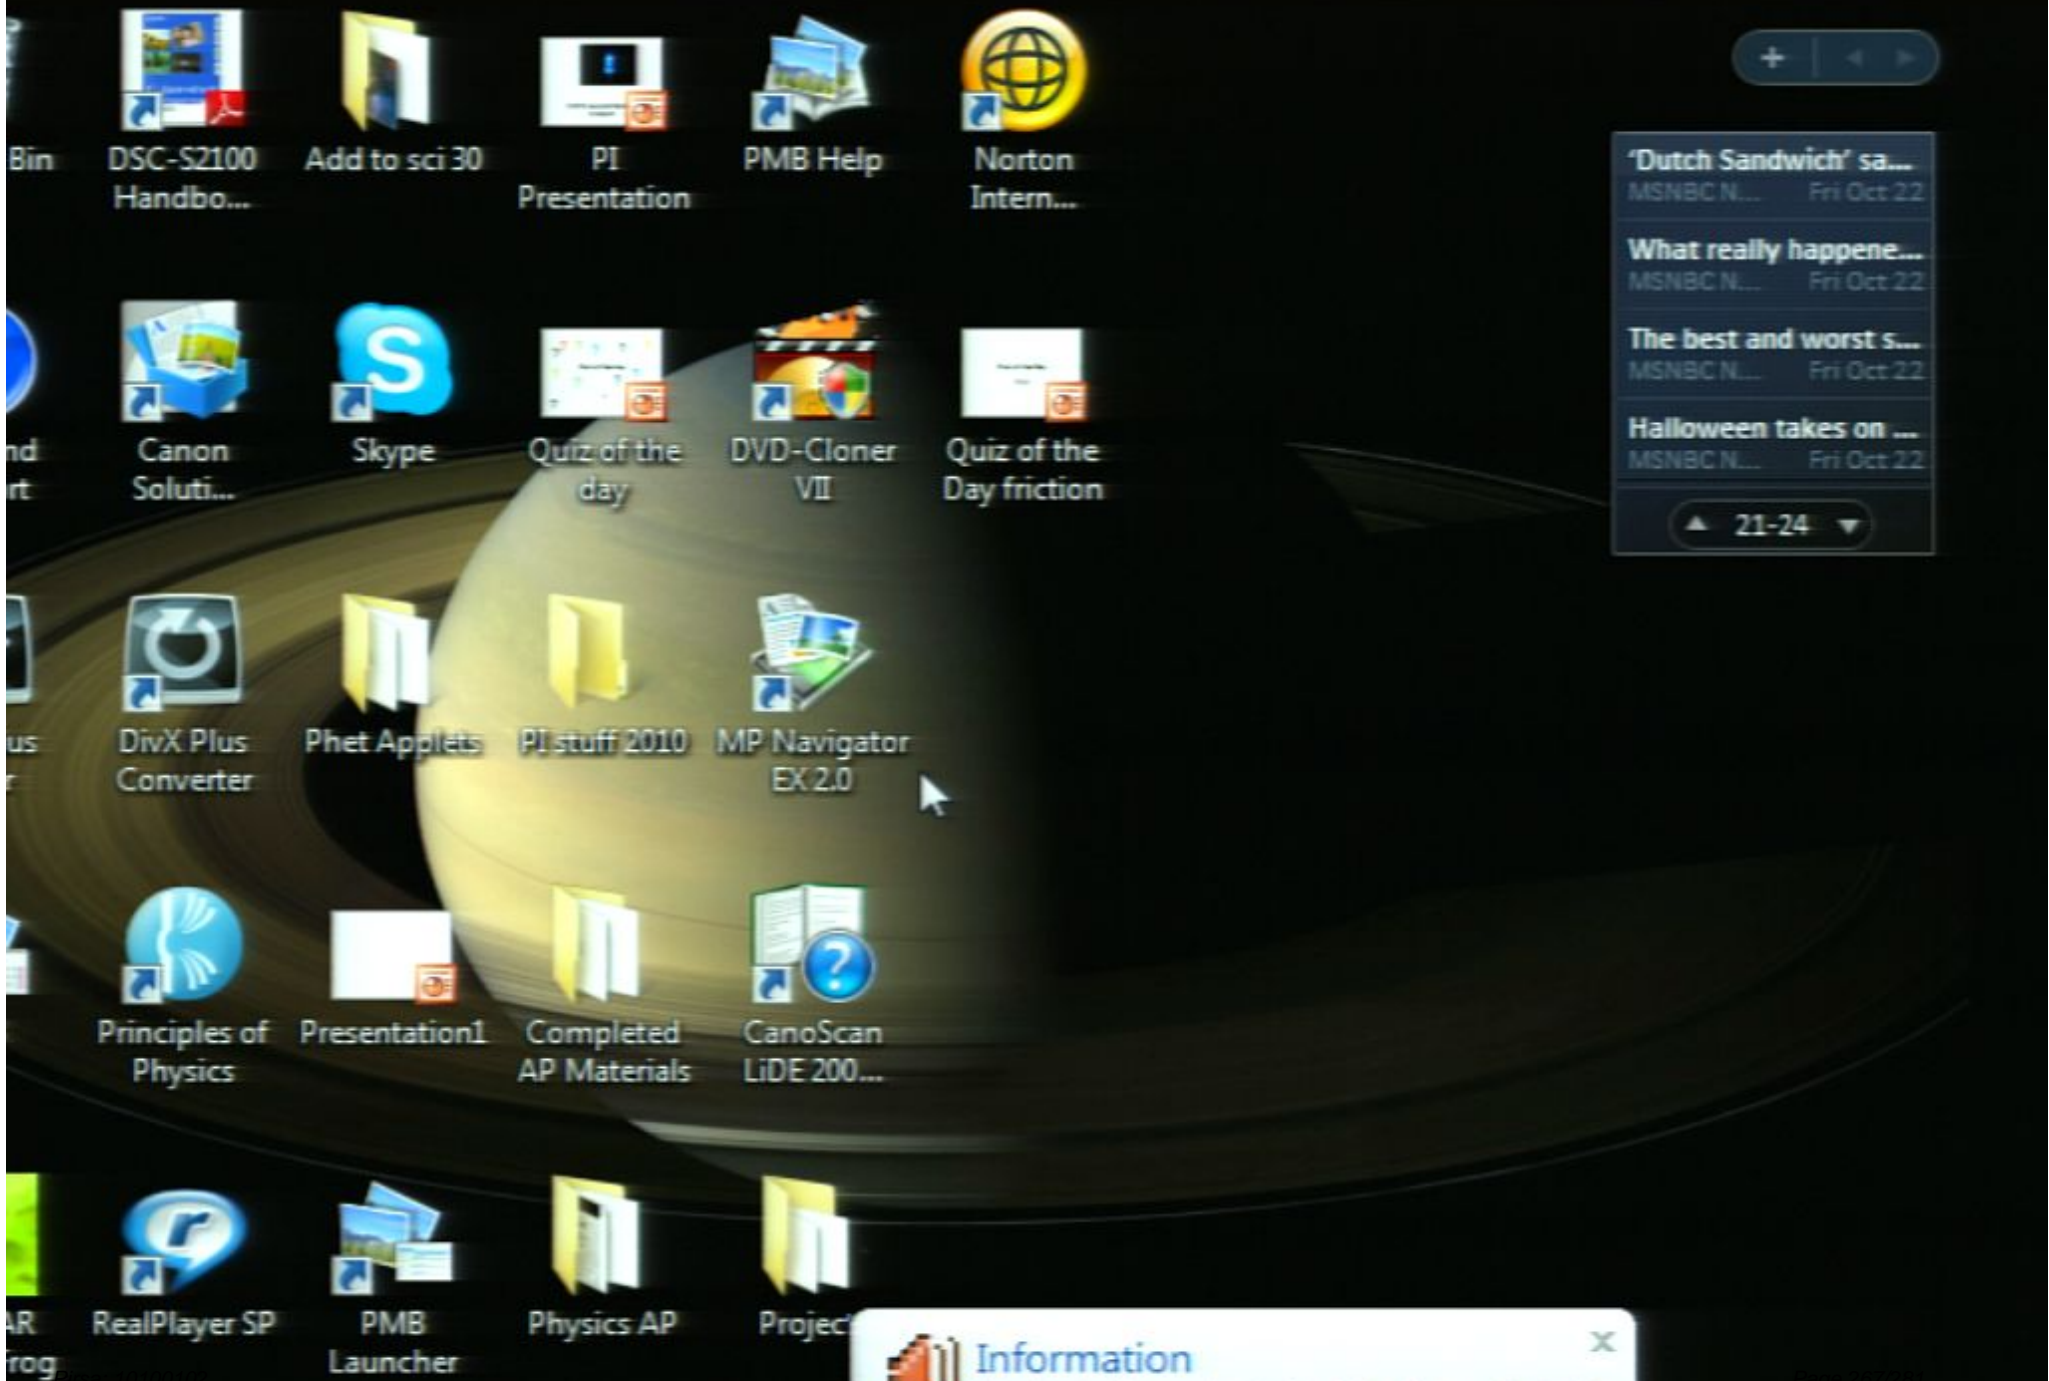 Bin
DSC-S2100
Handbo...
Add to sci 30
PI
Presentation
PMB Help
Norton
Intern...
'Dutch Sandwich' sa...
MSNBC N... Fri Oct 22
What really happene...
MSNBC N... Fri Oct 22
The best and worst s...
MSNBC N... Fri Oct 22
Halloween takes on ...
MSNBC N... Fri Oct 22
21-24
nd
rt
Canon
Soluti...
Skype
Quiz of the
day
DVD-Cloner
VII
Quiz of the
Day friction
us
r
DivX Plus
Converter
Phet Applets
PI stuff 2010
MP Navigator
EX 2.0
Principles of
Physics
Presentation1
Completed
AP Materials
CanoScan
LiDE 200...
AR
rog
RealPlayer SP
PMB
Launcher
Physics AP
Project
Information